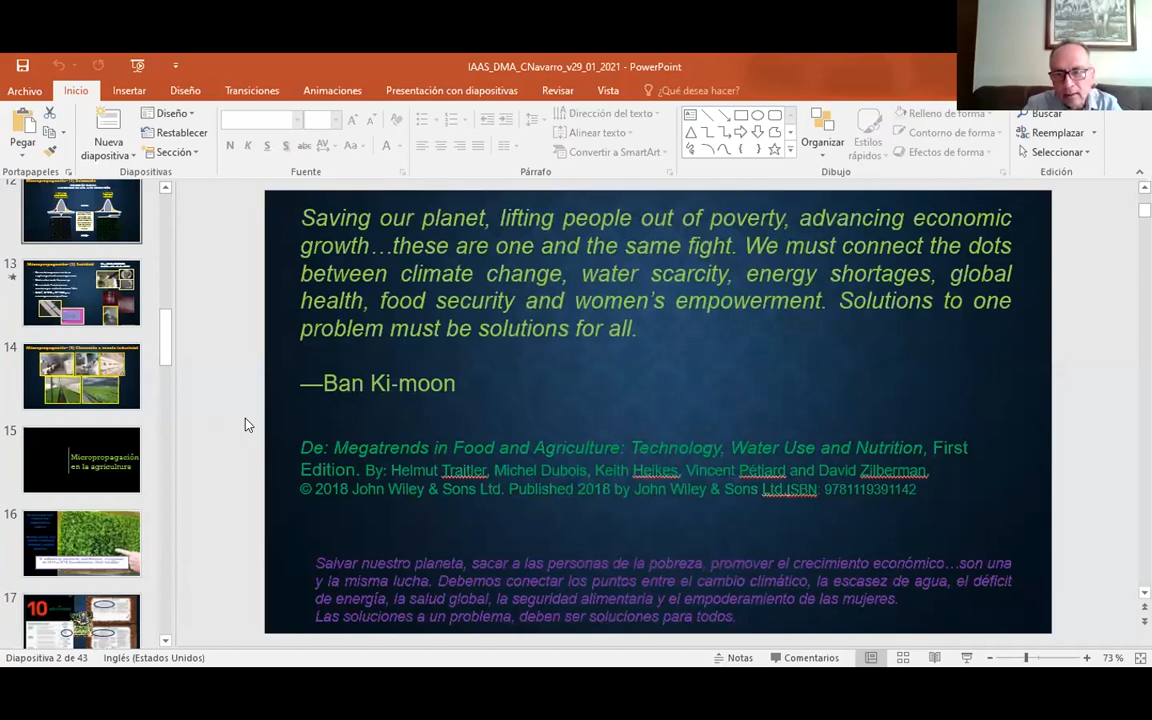 IAAS_DMA_CNavarro_v29_01_2021 - PowerPoint
Archivo Inicio Insertar Diseño Transiciones Animaciones Presentación con diapositivas Revisar Vista ¿Qué desea hacer?
Pegar
Nueva diapositiva
Diseño
Restablecer
Sección
N K S abc AV Aa A
Dirección del texto
Alinear texto
Convertir a SmartArt
Organizar
Estilos rápidos
Relleno de forma
Contorno de forma
Efectos de forma
Buscar
Reemplazar
Seleccionar
Portapapeles Diapositivas Fuente Párrafo Dibujo Edición
12
13
14
15
Micropropagación
en la agricultura
16
17
10
Saving our planet, lifting people out of poverty, advancing economic
growth…these are one and the same fight. We must connect the dots
between climate change, water scarcity, energy shortages, global
health, food security and women’s empowerment. Solutions to one
problem must be solutions for all.
—Ban Ki-moon
De: Megatrends in Food and Agriculture: Technology, Water Use and Nutrition, First
Edition. By: Helmut Traitler, Michel Dubois, Keith Heikes, Vincent Pétiard and David Zilberman.
© 2018 John Wiley & Sons Ltd. Published 2018 by John Wiley & Sons Ltd.ISBN: 9781119391142
Salvar nuestro planeta, sacar a las personas de la pobreza, promover el crecimiento económico…son una
y la misma lucha. Debemos conectar los puntos entre el cambio climático, la escasez de agua, el déficit
de energía, la salud global, la seguridad alimentaria y el empoderamiento de las mujeres.
Las soluciones a un problema, deben ser soluciones para todos.
Diapositiva 2 de 43 Inglés (Estados Unidos) Notas Comentarios 73 %